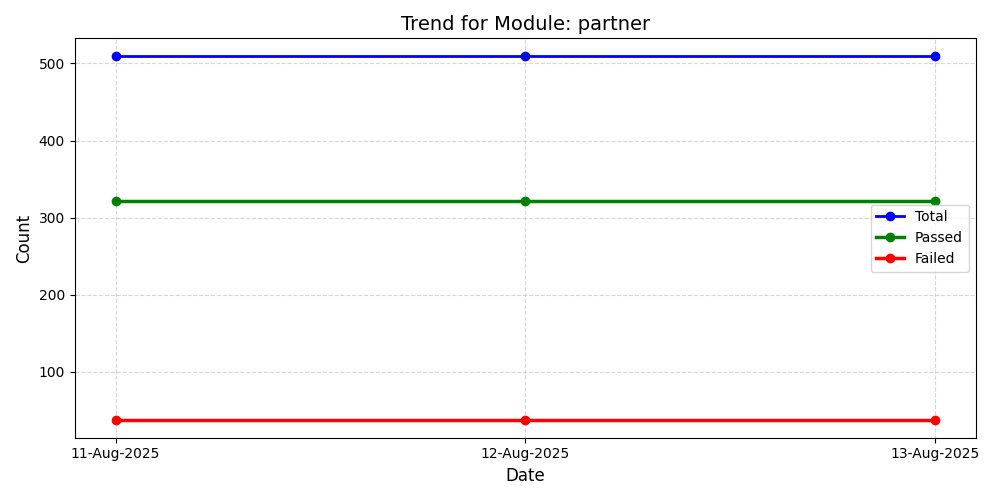 Trend for Module: partner
Count
500
400
300
200
100
Total
Passed
Failed
11-Aug-2025
12-Aug-2025
13-Aug-2025
Date